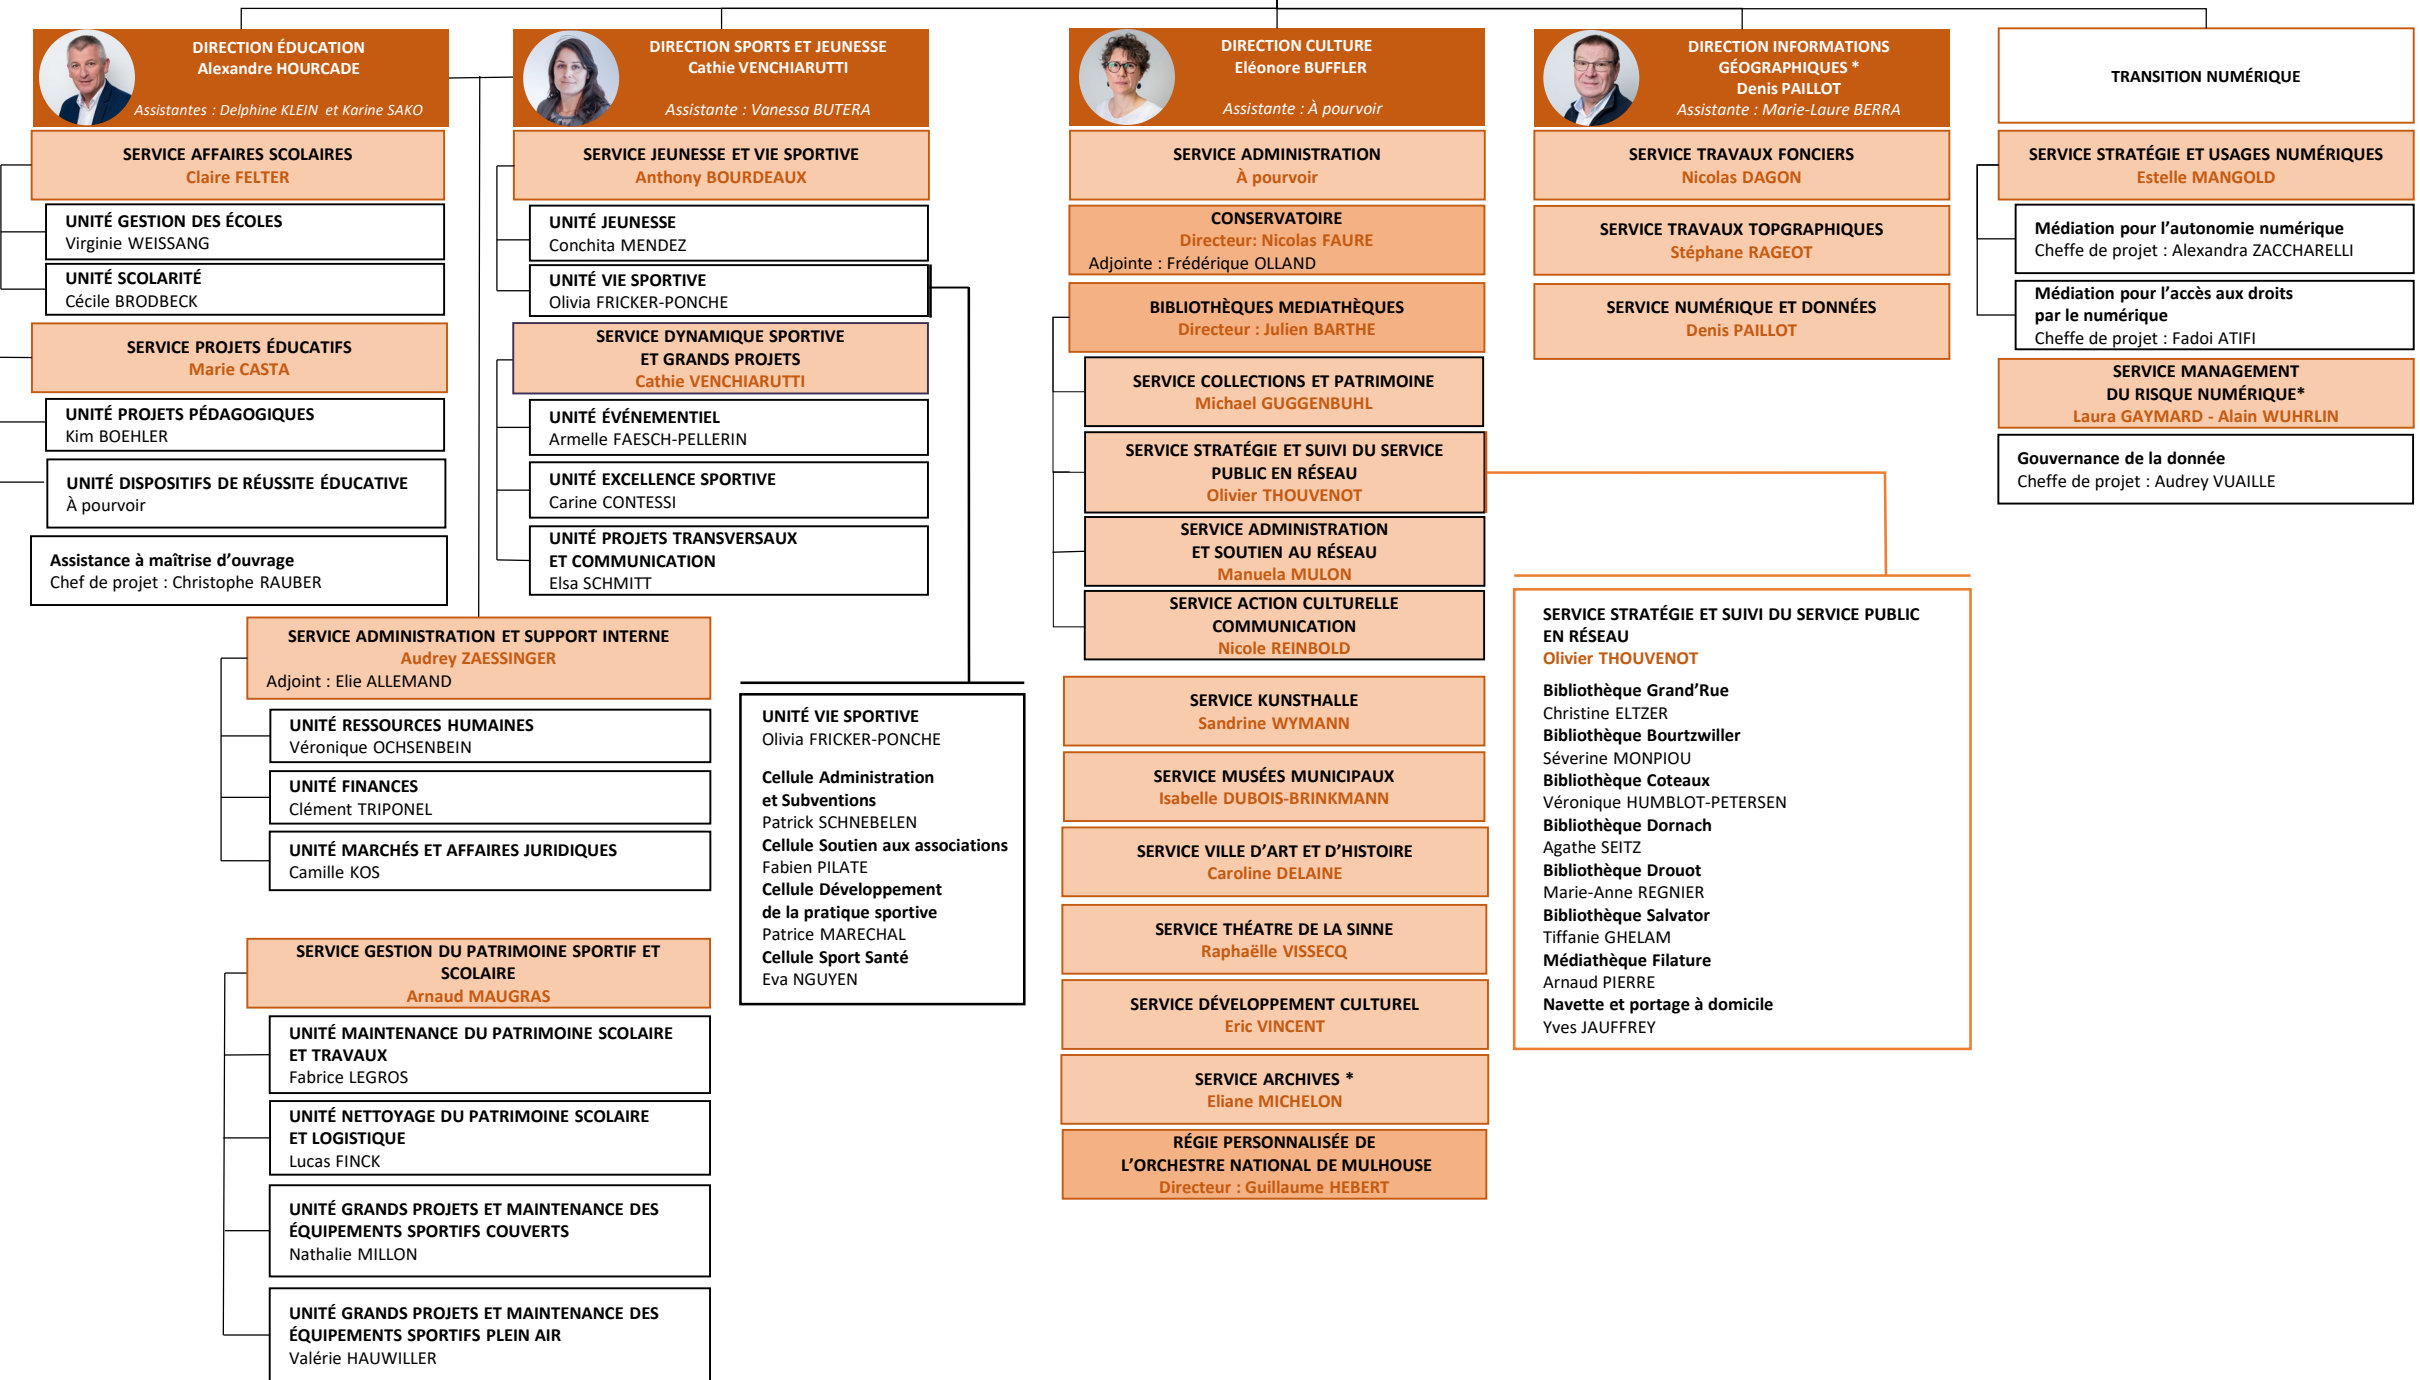 DIRECTION ÉDUCATION
Alexandre HOURCADE
Assistantes : Delphine KLEIN et Karine SAKO
SERVICE AFFAIRES SCOLAIRES
Claire FELTER
UNITÉ GESTION DES ÉCOLES
Virginie WEISSANG
UNITÉ SCOLARITÉ
Cécile BRODBECK
SERVICE PROJETS ÉDUCATIFS
Marie CASTA
UNITÉ PROJETS PÉDAGOGIQUES
Kim BOEHLER
UNITÉ DISPOSITIFS DE RÉUSSITE ÉDUCATIVE
À pourvoir
Assistance à maîtrise d’ouvrage
Chef de projet : Christophe RAUBER
DIRECTION SPORTS ET JEUNESSE
Cathie VENCHIARUTTI
Assistante : Vanessa BUTERA
SERVICE JEUNESSE ET VIE SPORTIVE
Anthony BOURDEAUX
UNITÉ JEUNESSE
Conchita MENDEZ
UNITÉ VIE SPORTIVE
Olivia FRICKER-PONCHE
SERVICE DYNAMIQUE SPORTIVE
ET GRANDS PROJETS
Cathie VENCHIARUTTI
UNITÉ ÉVÉNEMENTIEL
Armelle FAESCH-PELLERIN
UNITÉ EXCELLENCE SPORTIVE
Carine CONTESSI
UNITÉ PROJETS TRANSVERSAUX
ET COMMUNICATION
Elsa SCHMITT
SERVICE ADMINISTRATION ET SUPPORT INTERNE
Audrey ZAESSINGER
Adjoint : Elie ALLEMAND
UNITÉ RESSOURCES HUMAINES
Véronique OCHSENBEIN
UNITÉ FINANCES
Clément TRIPONEL
UNITÉ MARCHÉS ET AFFAIRES JURIDIQUES
Camille KOS
SERVICE GESTION DU PATRIMOINE SPORTIF ET
SCOLAIRE
Arnaud MAUGRAS
UNITÉ MAINTENANCE DU PATRIMOINE SCOLAIRE
ET TRAVAUX
Fabrice LEGROS
UNITÉ NETTOYAGE DU PATRIMOINE SCOLAIRE
ET LOGISTIQUE
Lucas FINCK
UNITÉ GRANDS PROJETS ET MAINTENANCE DES
ÉQUIPEMENTS SPORTIFS COUVERTS
Nathalie MILLON
UNITÉ GRANDS PROJETS ET MAINTENANCE DES
ÉQUIPEMENTS SPORTIFS PLEIN AIR
Valérie HAUWILLER
UNITÉ VIE SPORTIVE
Olivia FRICKER-PONCHE
Cellule Administration
et Subventions
Patrick SCHNEBELEN
Cellule Soutien aux associations
Fabien PILATE
Cellule Développement
de la pratique sportive
Patrice MARECHAL
Cellule Sport Santé
Eva NGUYEN
DIRECTION CULTURE
Eléonore BUFFLER
Assistante : À pourvoir
SERVICE ADMINISTRATION
À pourvoir
CONSERVATOIRE
Directeur: Nicolas FAURE
Adjointe : Frédérique OLLAND
BIBLIOTHÈQUES MEDIATHÈQUES
Directeur : Julien BARTHE
SERVICE COLLECTIONS ET PATRIMOINE
Michael GUGGENBUHL
SERVICE STRATÉGIE ET SUIVI DU SERVICE
PUBLIC EN RÉSEAU
Olivier THOUVENOT
SERVICE ADMINISTRATION
ET SOUTIEN AU RÉSEAU
Manuela MULON
SERVICE ACTION CULTURELLE
COMMUNICATION
Nicole REINBOLD
SERVICE KUNSTHALLE
Sandrine WYMANN
SERVICE MUSÉES MUNICIPAUX
Isabelle DUBOIS-BRINKMANN
SERVICE VILLE D’ART ET D’HISTOIRE
Caroline DELAINE
SERVICE THÉATRE DE LA SINNE
Raphaëlle VISSECQ
SERVICE DÉVELOPPEMENT CULTUREL
Eric VINCENT
SERVICE ARCHIVES *
Eliane MICHELON
RÉGIE PERSONNALISÉE DE
L’ORCHESTRE NATIONAL DE MULHOUSE
Directeur : Guillaume HEBERT
DIRECTION INFORMATIONS
GÉOGRAPHIQUES *
Denis PAILLOT
Assistante : Marie-Laure BERRA
SERVICE TRAVAUX FONCIERS
Nicolas DAGON
SERVICE TRAVAUX TOPGRAPHIQUES
Stéphane RAGEOT
SERVICE NUMÉRIQUE ET DONNÉES
Denis PAILLOT
SERVICE STRATÉGIE ET SUIVI DU SERVICE PUBLIC
EN RÉSEAU
Olivier THOUVENOT
Bibliothèque Grand’Rue
Christine ELTZER
Bibliothèque Bourtzwiller
Séverine MONPIOU
Bibliothèque Coteaux
Véronique HUMBLOT-PETERSEN
Bibliothèque Dornach
Agathe SEITZ
Bibliothèque Drouot
Marie-Anne REGNIER
Bibliothèque Salvator
Tiffanie GHELAM
Médiathèque Filature
Arnaud PIERRE
Navette et portage à domicile
Yves JAUFFREY
TRANSITION NUMÉRIQUE
SERVICE STRATÉGIE ET USAGES NUMÉRIQUES
Estelle MANGOLD
Médiation pour l’autonomie numérique
Cheffe de projet : Alexandra ZACCHARELLI
Médiation pour l’accès aux droits
par le numérique
Cheffe de projet : Fadoi ATIFI
SERVICE MANAGEMENT
DU RISQUE NUMÉRIQUE*
Laura GAYMARD - Alain WUHRLIN
Gouvernance de la donnée
Cheffe de projet : Audrey VUAILLE